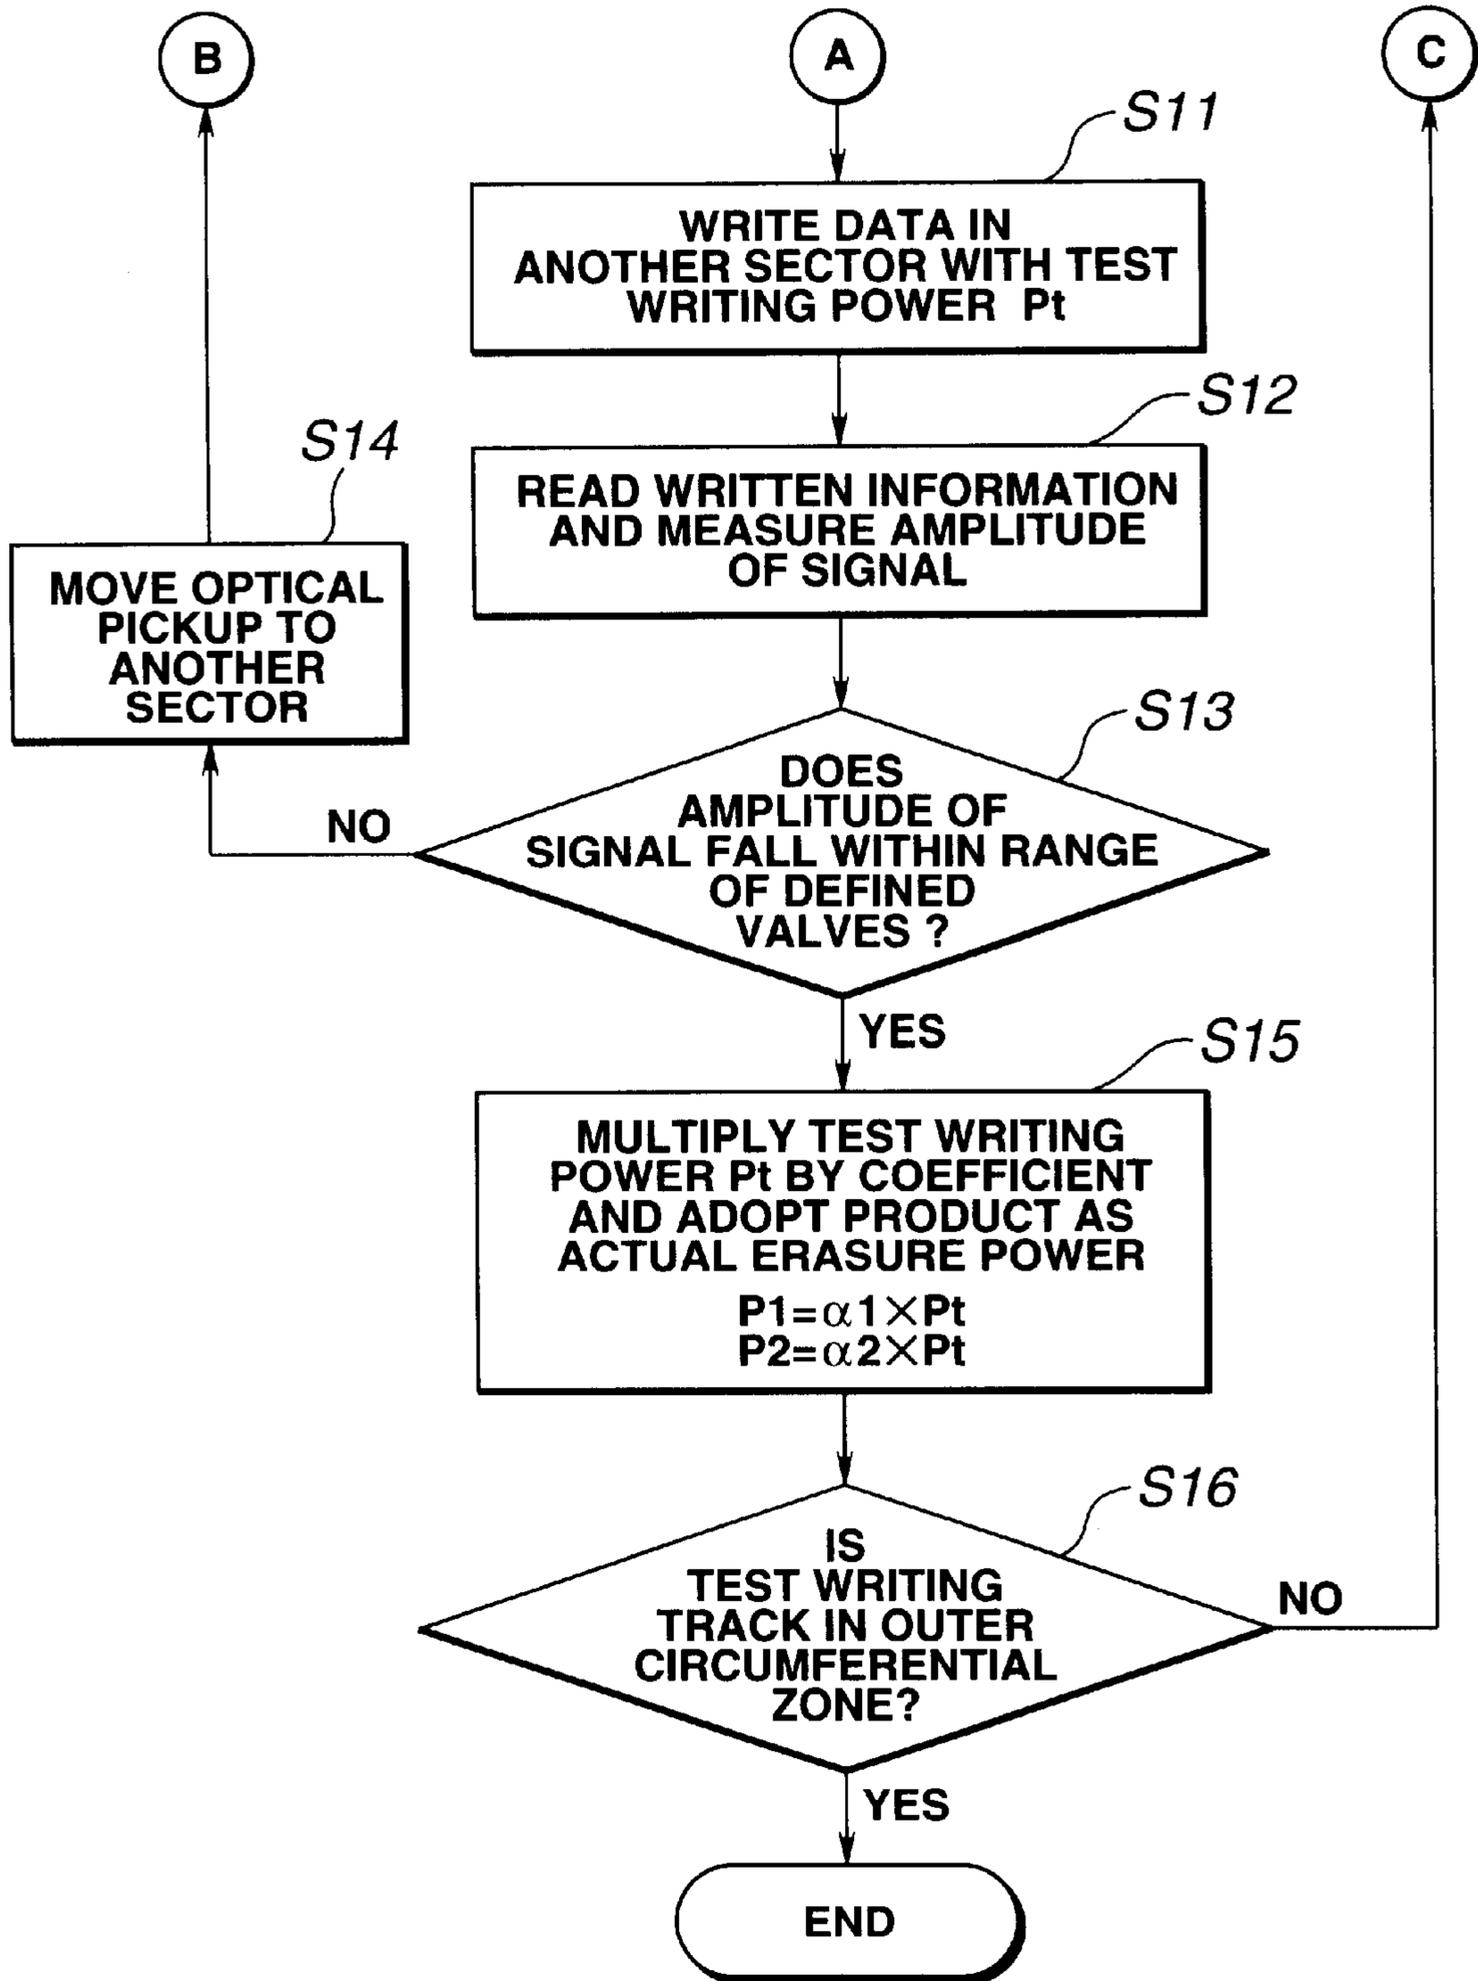 B
A
C
S11
WRITE DATA IN
ANOTHER SECTOR WITH TEST
WRITING POWER Pt
S12
READ WRITTEN INFORMATION
AND MEASURE AMPLITUDE
OF SIGNAL
S14
MOVE OPTICAL
PICKUP TO
ANOTHER
SECTOR
S13
DOES
AMPLITUDE OF
SIGNAL FALL WITHIN RANGE
OF DEFINED
VALVES ?
NO
YES
S15
MULTIPLY TEST WRITING
POWER Pt BY COEFFICIENT
AND ADOPT PRODUCT AS
ACTUAL ERASURE POWER
P1=α1×Pt
P2=α2×Pt
S16
IS
TEST WRITING
TRACK IN OUTER
CIRCUMFERENTIAL
ZONE?
NO
YES
END